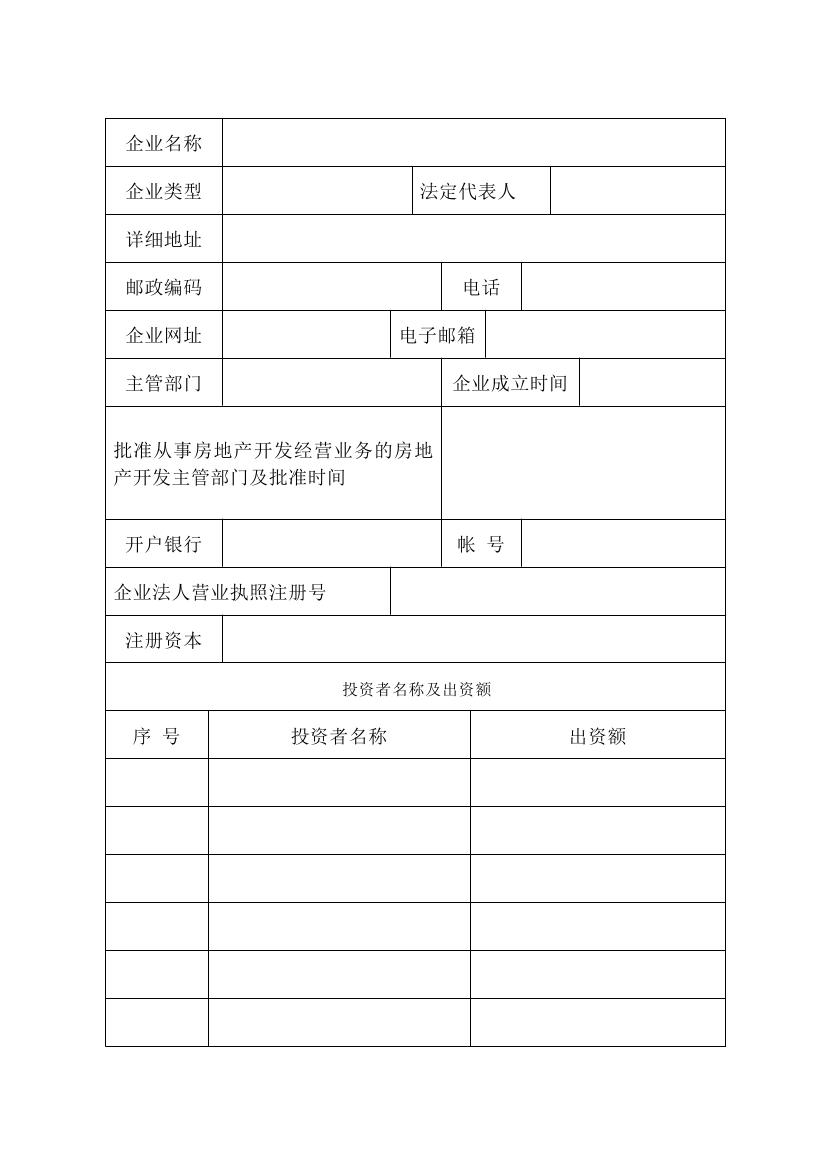 企业名称
企业类型 法定代表人
详细地址
邮政编码 电话
企业网址 电子邮箱
主管部门 企业成立时间
批准从事房地产开发经营业务的房地
产开发主管部门及批准时间
开户银行 帐 号
企业法人营业执照注册号
注册资本
投资者名称及出资额
序 号 投资者名称 出资额